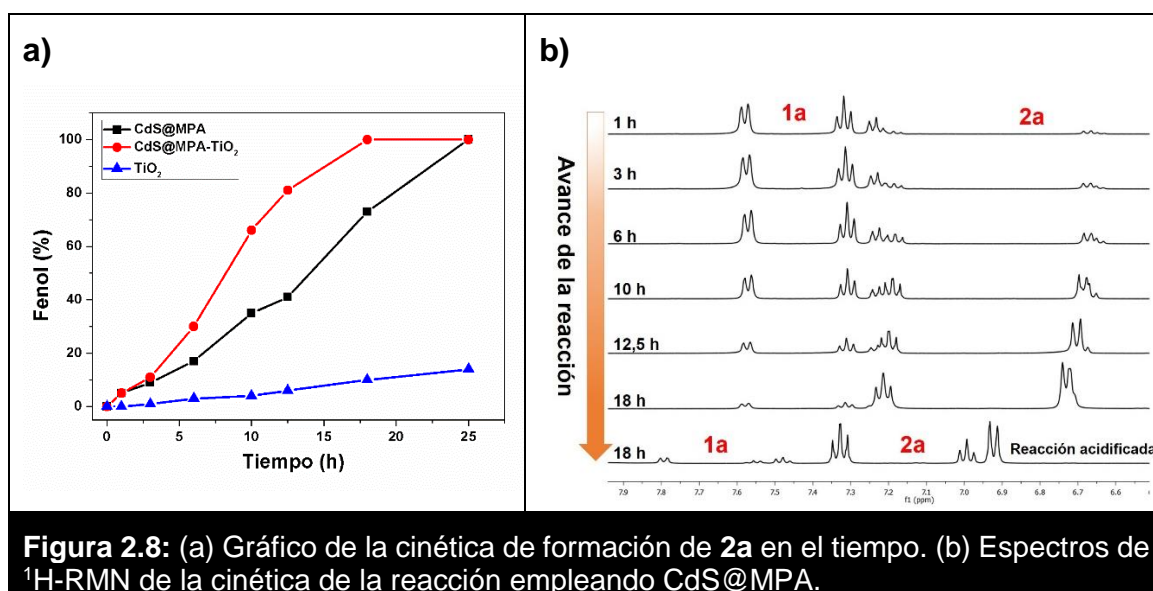 a)
CdS@MPA
CdS@MPA-TiO₂
TiO₂
100
80
60
40
20
0
Fenol (%)
0 5 10 15 20 25
Tiempo (h)
b)
Avance de la reacción
1 h
1a
2a
3 h
6 h
10 h
12,5 h
18 h
18 h
1a
2a
Reacción acidificada
7.9 7.8 7.7 7.6 7.5 7.4 7.3 7.2 7.1 7.0 6.9 6.8 6.7 6.6
f1 (ppm)
Figura 2.8: (a) Gráfico de la cinética de formación de 2a en el tiempo. (b) Espectros de
¹H-RMN de la cinética de la reacción empleando CdS@MPA.